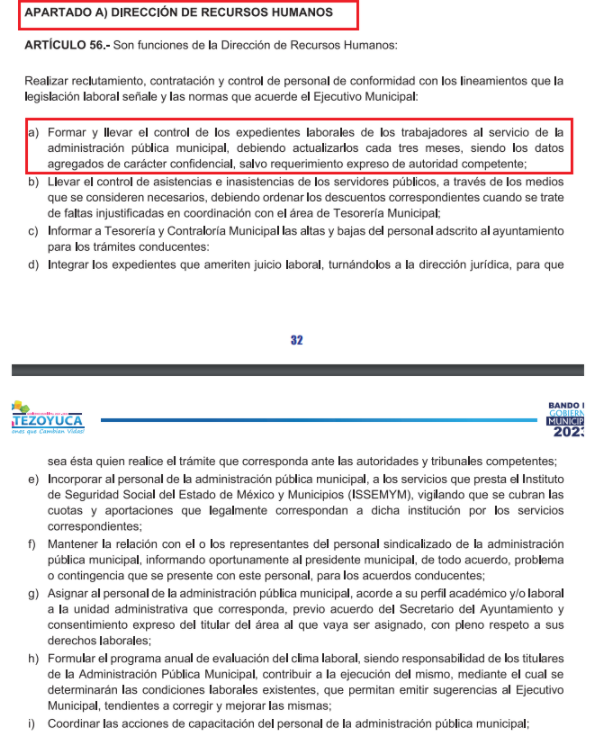 APARTADO A) DIRECCIÓN DE RECURSOS HUMANOS
ARTÍCULO 56.- Son funciones de la Dirección de Recursos Humanos:
Realizar reclutamiento, contratación y control de personal de conformidad con los lineamientos que la
legislación laboral señale y las normas que acuerde el Ejecutivo Municipal:
a) Formar y llevar el control de los expedientes laborales de los trabajadores al servicio de la
administración pública municipal, debiendo actualizarlos cada tres meses, siendo los datos
agregados de carácter confidencial, salvo requerimiento expreso de autoridad competente;
b) Llevar el control de asistencias e inasistencias de los servidores públicos, a través de los medios
que se consideren necesarios, debiendo ordenar los descuentos correspondientes cuando se trate
de faltas injustificadas en coordinación con el área de Tesorería Municipal;
c) Informar a Tesorería y Contraloría Municipal las altas y bajas del personal adscrito al ayuntamiento
para los trámites conducentes:
d) Integrar los expedientes que ameriten juicio laboral, turnándolos a la dirección jurídica, para que
32
TEZOYUCA
ones que Cambian Vidas!
BANDO
GOBIERN
MUNICIP
202
sea ésta quien realice el trámite que corresponda ante las autoridades y tribunales competentes;
e) Incorporar al personal de la administración pública municipal, a los servicios que presta el Instituto
de Seguridad Social del Estado de México y Municipios (ISSEMYM), vigilando que se cubran las
cuotas y aportaciones que legalmente correspondan a dicha institución por los servicios
correspondientes;
f) Mantener la relación con el o los representantes del personal sindicalizado de la administración
pública municipal, informando oportunamente al presidente municipal, de todo acuerdo, problema
o contingencia que se presente con este personal, para los acuerdos conducentes;
g) Asignar al personal de la administración pública municipal, acorde a su perfil académico y/o laboral
a la unidad administrativa que corresponda, previo acuerdo del Secretario del Ayuntamiento y
consentimiento expreso del titular del área al que vaya ser asignado, con pleno respeto a sus
derechos laborales;
h) Formular el programa anual de evaluación del clima laboral, siendo responsabilidad de los titulares
de la Administración Pública Municipal, contribuir a la ejecución del mismo, mediante el cual se
determinarán las condiciones laborales existentes, que permitan emitir sugerencias al Ejecutivo
Municipal, tendientes a corregir y mejorar las mismas;
i) Coordinar las acciones de capacitación del personal de la administración pública municipal;